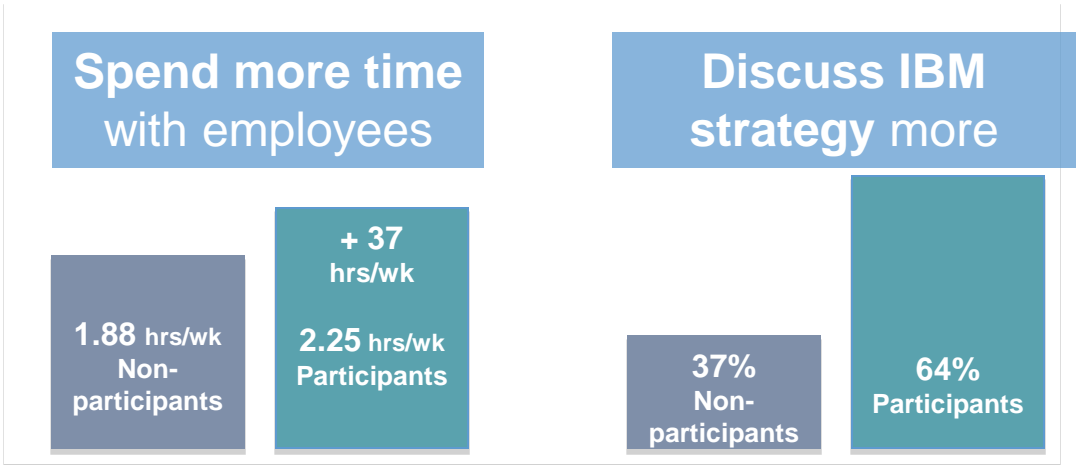 Spend more time
with employees
1.88 hrs/wk
Non-
participants
+ 37
hrs/wk
2.25 hrs/wk
Participants
Discuss IBM
strategy more
37%
Non-
participants
64%
Participants